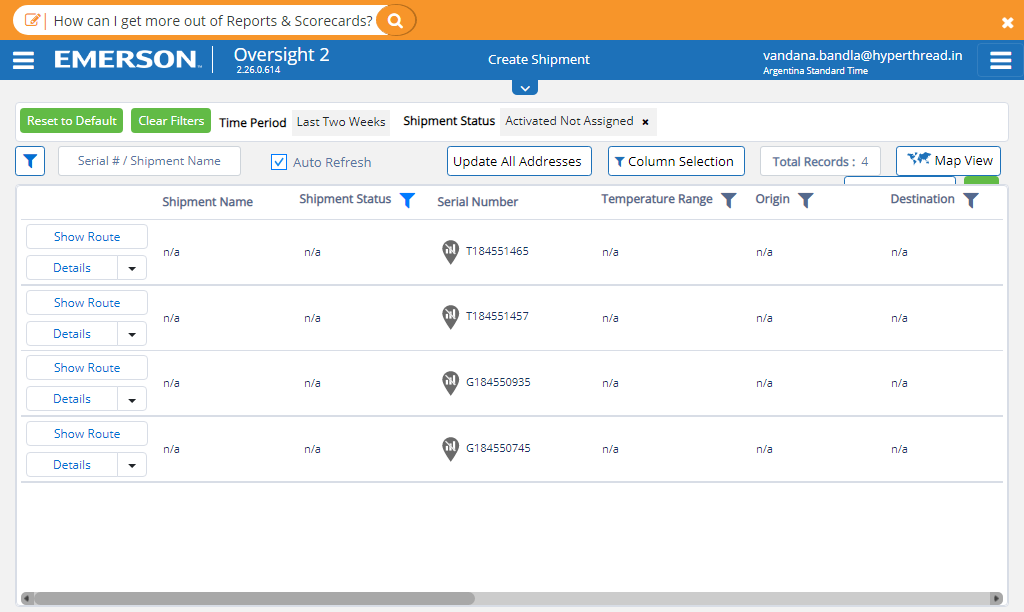 How can I get more out of Reports & Scorecards?
EMERSON™ Oversight 2 Create Shipment vandana.bandla@hyperthread.in
2.26.0.614 Argentina Standard Time
Reset to Default Clear Filters Time Period Last Two Weeks Shipment Status Activated Not Assigned ×
Serial # / Shipment Name Auto Refresh Update All Addresses Column Selection Total Records : 4 Map View
Shipment Name Shipment Status Serial Number Temperature Range Origin Destination
Show Route
Details n/a n/a T184551465 n/a n/a n/a
Show Route
Details n/a n/a T184551457 n/a n/a n/a
Show Route
Details n/a n/a G184550935 n/a n/a n/a
Show Route
Details n/a n/a G184550745 n/a n/a n/a